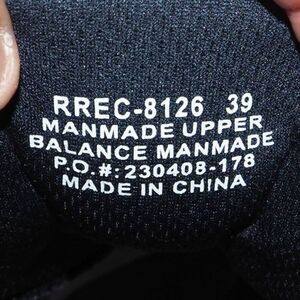 RREC-8126 39
MANMADE UPPER
BALANCE MANMADE
P.O.#:230408-178
MADE IN CHINA